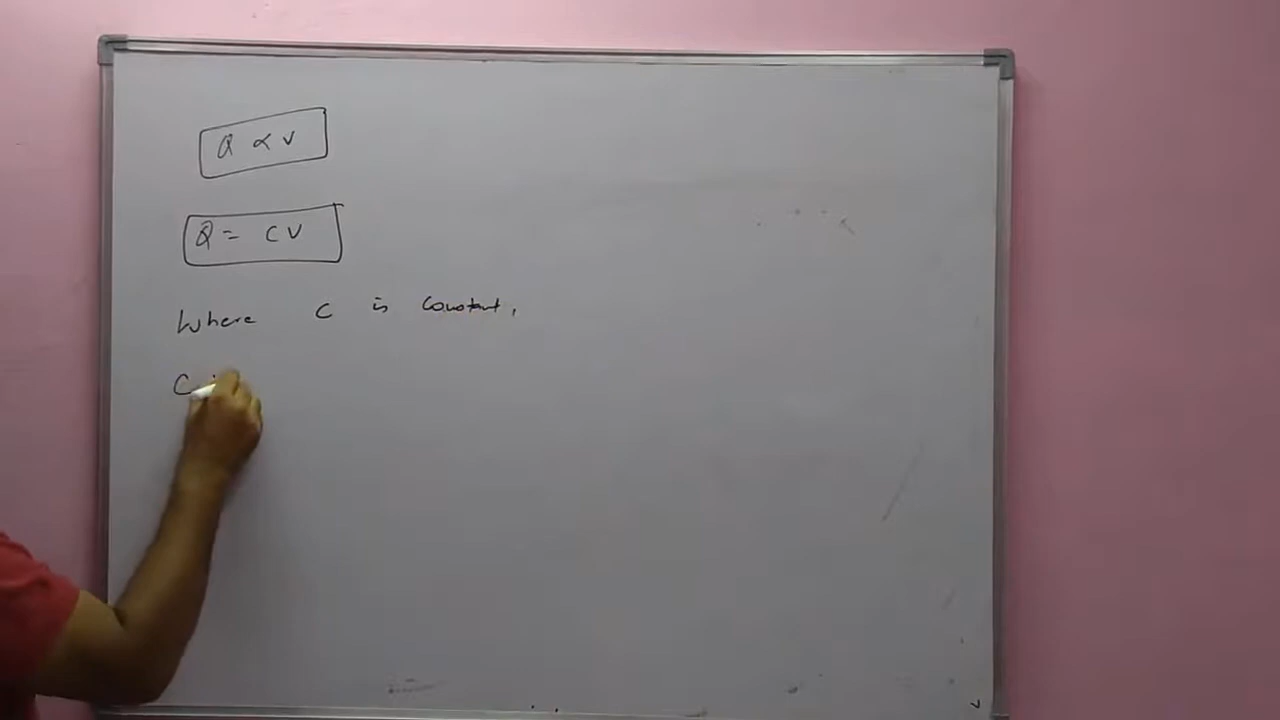 Q ∝ V
Q = CV
Where C is constant,
C i